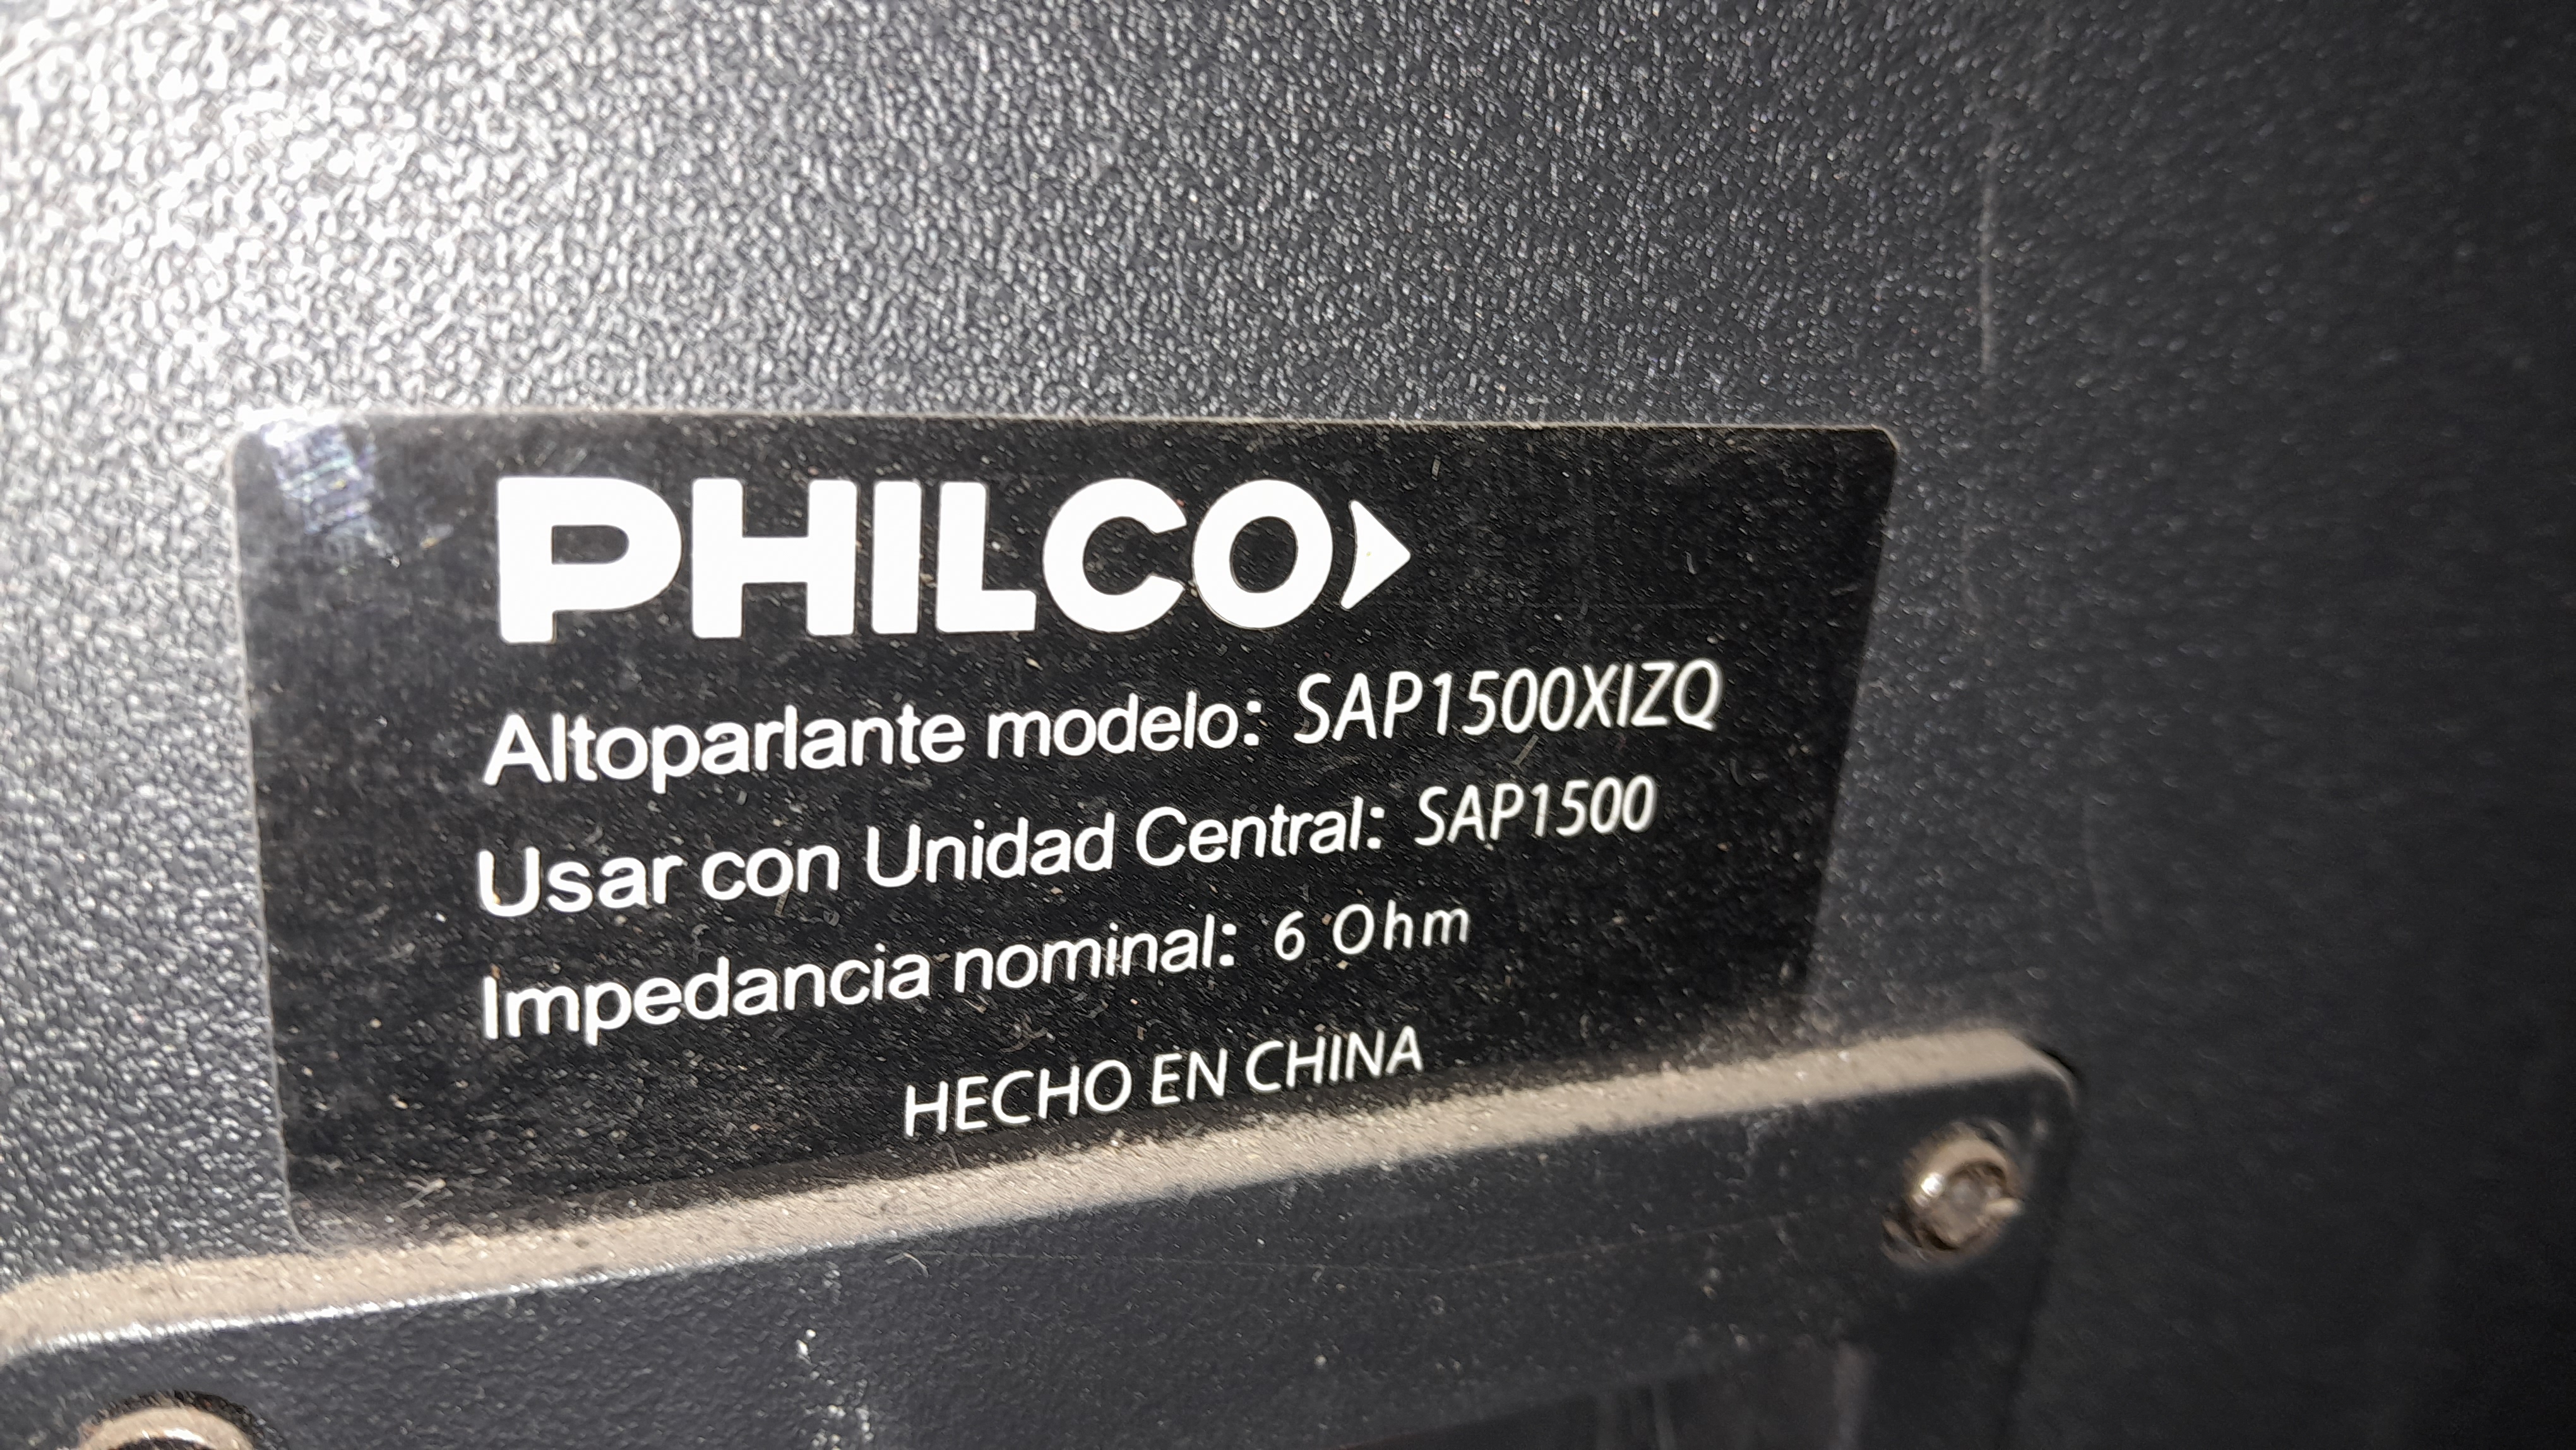 PHILCO
Altoparlante modelo: SAP1500XIZQ
Usar con Unidad Central: SAP1500
Impedancia nominal: 6 Ohm
HECHO EN CHINA